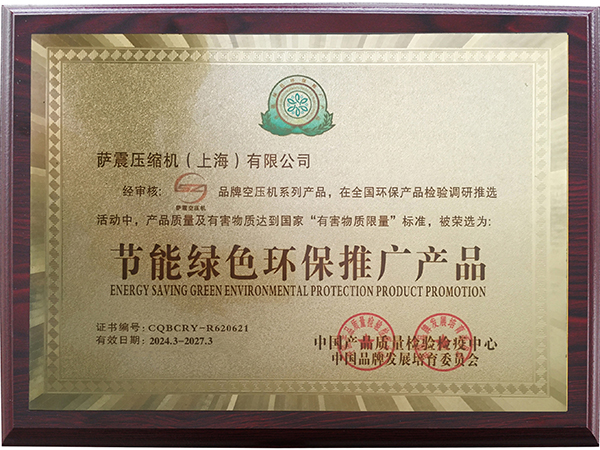 萨震压缩机（上海）有限公司
经审核： SZ 萨震空压机 品牌空压机系列产品，在全国环保产品检验调研推选
活动中，产品质量及有害物质达到国家“有害物质限量”标准，被荣选为：
节能绿色环保推广产品
ENERGY SAVING GREEN ENVIRONMENTAL PROTECTION PRODUCT PROMOTION
证书编号：CQBCRY-R620621
有效日期：2024.3-2027.3
中国产品质量检验检疫中心
中国品牌发展培育委员会